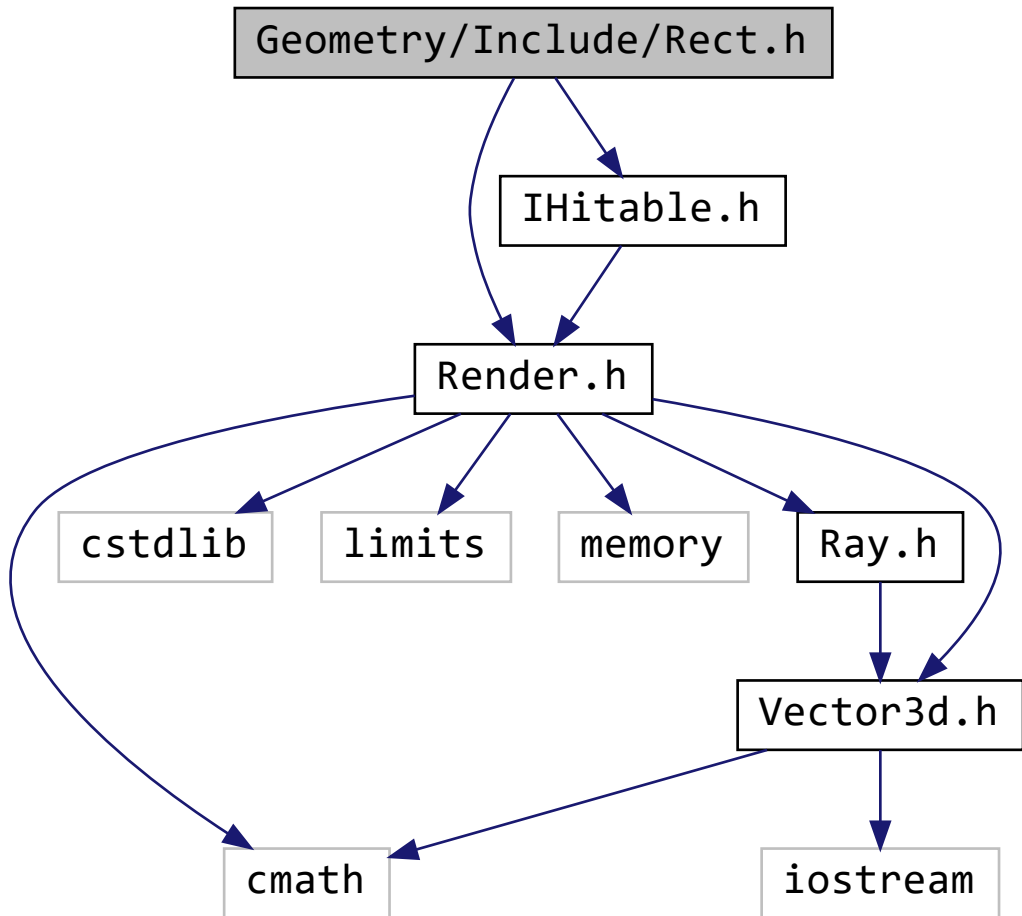 Geometry/Include/Rect.h
IHitable.h
Render.h
cstdlib
limits
memory
Ray.h
Vector3d.h
cmath
iostream